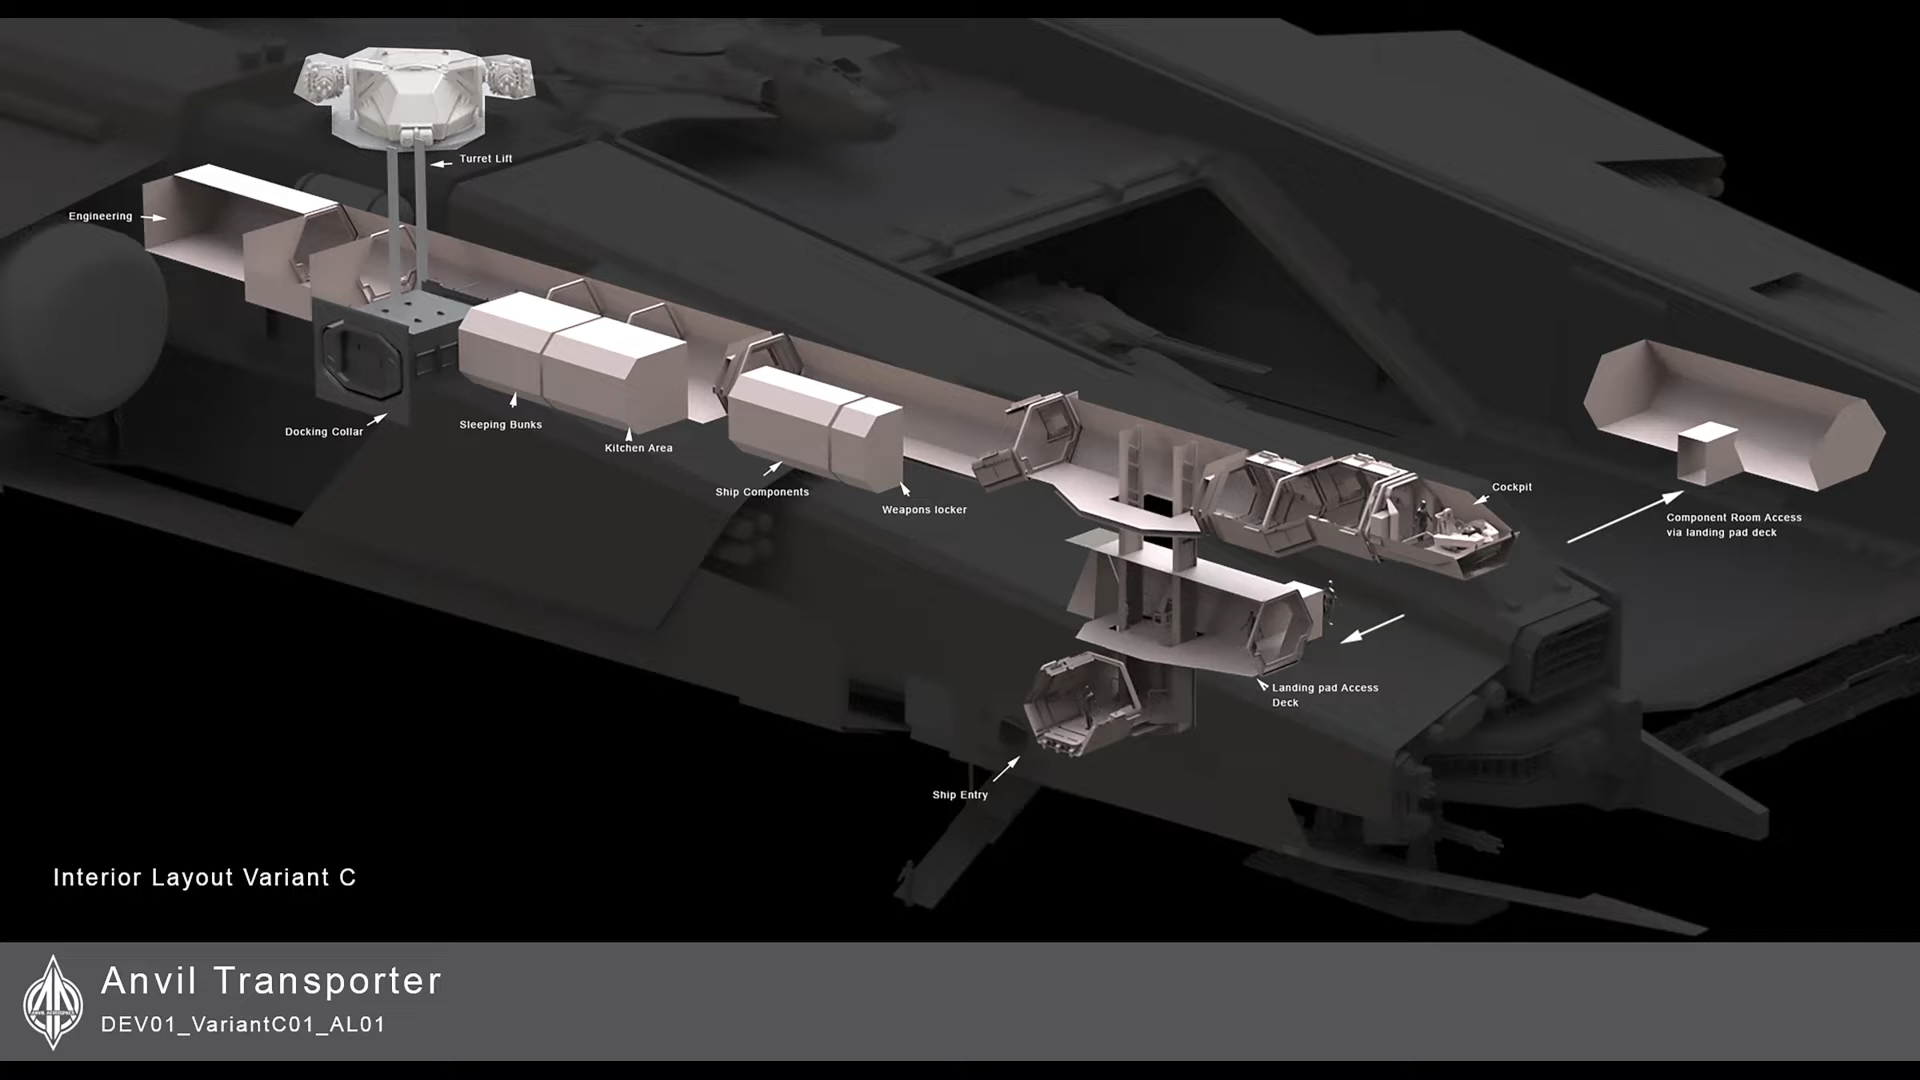 Turret Lift
Engineering
Docking Collar
Sleeping Bunks
Kitchen Area
Ship Components
Weapons locker
Cockpit
Component Room Access
via landing pad deck
Landing pad Access
Deck
Ship Entry
Interior Layout Variant C
Anvil Transporter
DEV01_VariantC01_AL01